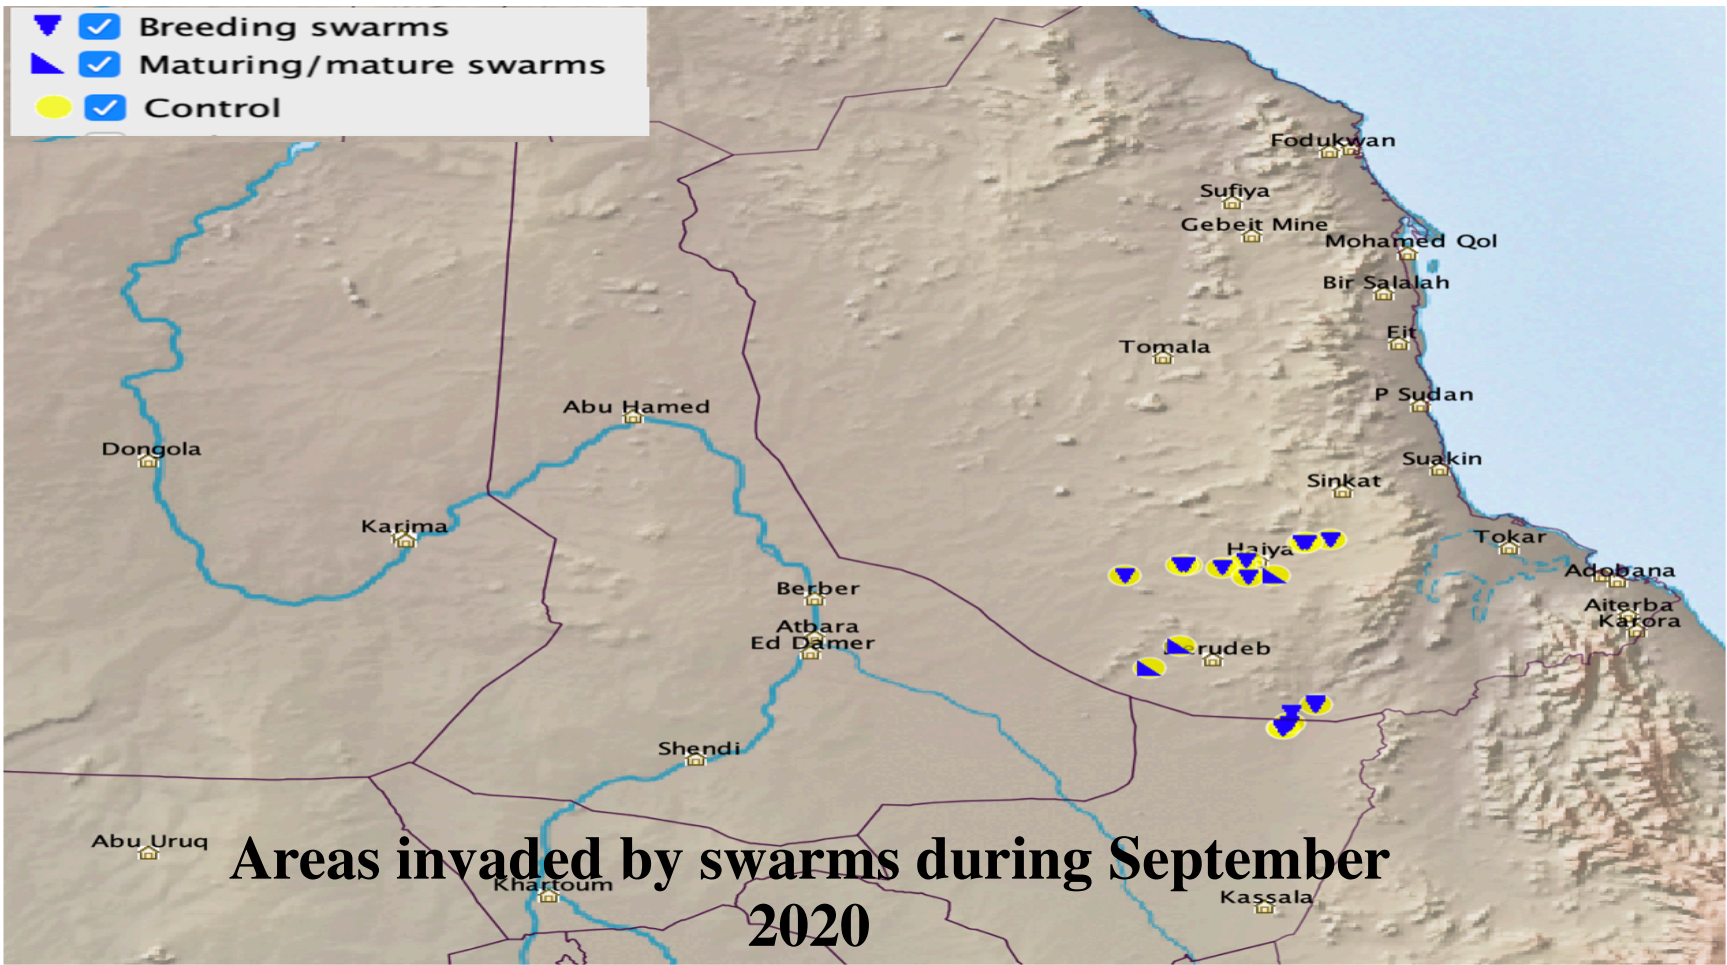 Breeding swarms
Maturing/mature swarms
Control
Fodukwan
Sufiya
Gebeit Mine
Mohamed Qol
Bir Salalah
Eit
Tomala
P Sudan
Abu Hamed
Dongola
Suakin
Sinkat
Karima
Tokar
Haiya
Adobana
Berber
Aiterba
Karora
Atbara
Ed Damer
rudeb
Shendi
Abu Uruq
Areas invaded by swarms during September
Khartoum
Kassala
2020